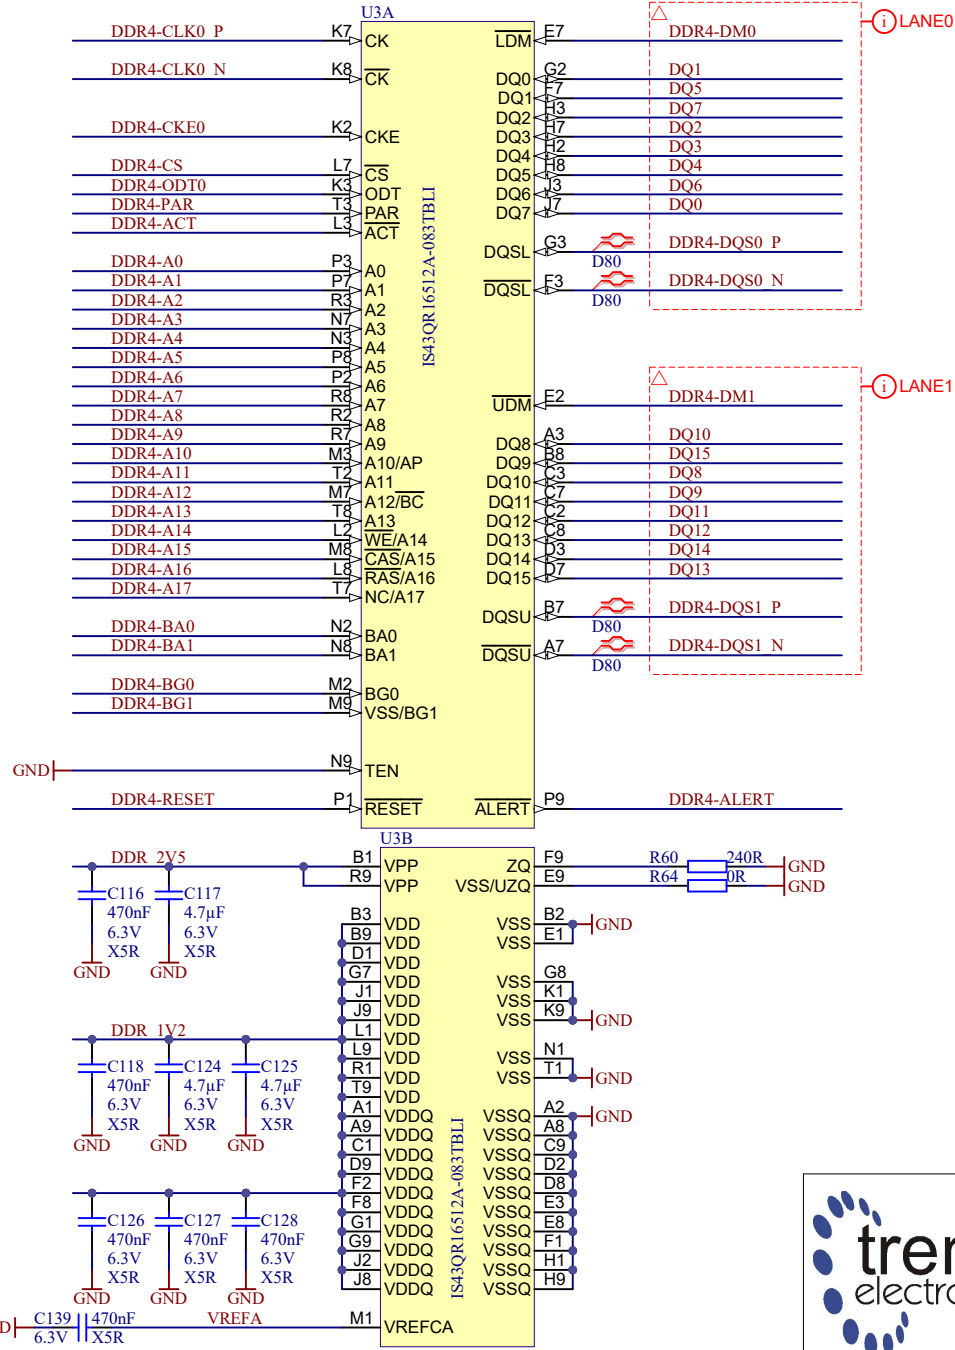 U3A
DDR4-CLK0_P K7 CK LDM E7 DDR4-DM0 LANE0
DDR4-CLK0_N K8 CK DQ0 G2 DQ1
DQ1 F7 DQ5
DQ2 H3 DQ7
DDR4-CKE0 K2 CKE DQ3 H7 DQ2
DQ4 H2 DQ3
DDR4-CS L7 CS DQ5 H8 DQ4
DDR4-ODT0 K3 ODT DQ6 J3 DQ6
DDR4-PAR T3 PAR DQ7 J7 DQ0
DDR4-ACT L3 ACT
DQSL G3 D80 DDR4-DQS0_P
DDR4-A0 P3 A0
DDR4-A1 P7 A1 DQSL F3 D80 DDR4-DQS0_N
DDR4-A2 R3 A2
DDR4-A3 N7 A3
DDR4-A4 N3 A4
DDR4-A5 P8 A5
DDR4-A6 P2 A6 LANE1
DDR4-A7 R8 A7 UDM E2 DDR4-DM1
DDR4-A8 R2 A8
DDR4-A9 R7 A9 DQ8 A3 DQ10
DDR4-A10 M3 A10/AP DQ9 B8 DQ15
DDR4-A11 T2 A11 DQ10 C3 DQ8
DDR4-A12 M7 A12/BC DQ11 C7 DQ9
DDR4-A13 T8 A13 DQ12 C2 DQ11
DDR4-A14 L2 WE/A14 DQ13 C8 DQ12
DDR4-A15 M8 CAS/A15 DQ14 D3 DQ14
DDR4-A16 L8 RAS/A16 DQ15 D7 DQ13
DDR4-A17 T7 NC/A17
DQSU B7 D80 DDR4-DQS1_P
DDR4-BA0 N2 BA0
DDR4-BA1 N8 BA1 DQSU A7 D80 DDR4-DQS1_N
DDR4-BG0 M2 BG0
DDR4-BG1 M9 VSS/BG1
GND N9 TEN
DDR4-RESET P1 RESET ALERT P9 DDR4-ALERT
IS43QR16512A-083TBLI
U3B
DDR_2V5 B1 VPP ZQ F9 R60 240R GND
R9 VPP VSS/UZQ E9 R64 0R GND
C116 470nF 6.3V X5R GND
C117 4.7µF 6.3V X5R GND
B3 VDD VSS B2 GND
B9 VDD VSS E1
D1 VDD
G7 VDD VSS G8
J1 VDD VSS K1
J9 VDD VSS K9 GND
DDR_1V2 L1 VDD
L9 VDD VSS N1
R1 VDD VSS T1 GND
T9 VDD
C118 470nF 6.3V X5R GND
C124 4.7µF 6.3V X5R GND
C125 4.7µF 6.3V X5R GND
A1 VDDQ VSSQ A2 GND
A9 VDDQ VSSQ A8
C1 VDDQ VSSQ C9
D9 VDDQ VSSQ D2
F2 VDDQ VSSQ D8
F8 VDDQ VSSQ E3
G1 VDDQ VSSQ E8
G9 VDDQ VSSQ F1
J2 VDDQ VSSQ H1
J8 VDDQ VSSQ H9
C126 470nF 6.3V X5R GND
C127 470nF 6.3V X5R GND
C128 470nF 6.3V X5R GND
D C139 470nF 6.3V X5R VREFA M1 VREFCA
IS43QR16512A-083TBLI
tren
electro